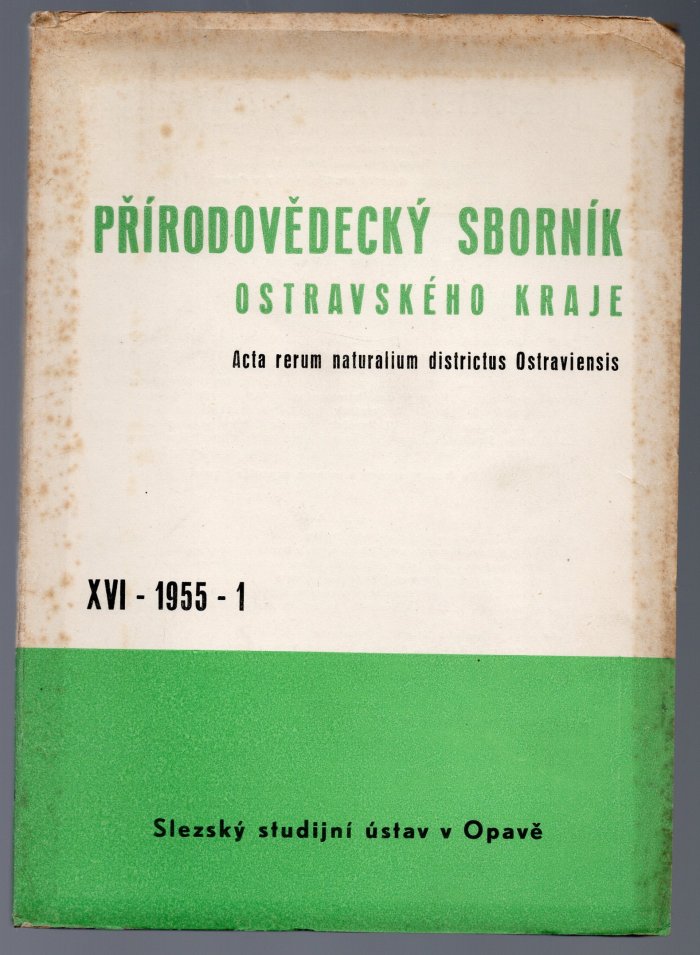 PŘÍRODOVĚDECKÝ SBORNÍK
OSTRAVSKÉHO KRAJE
Acta rerum naturalium districtus Ostraviensis
XVI - 1955 - 1
Slezský studijní ústav v Opavě